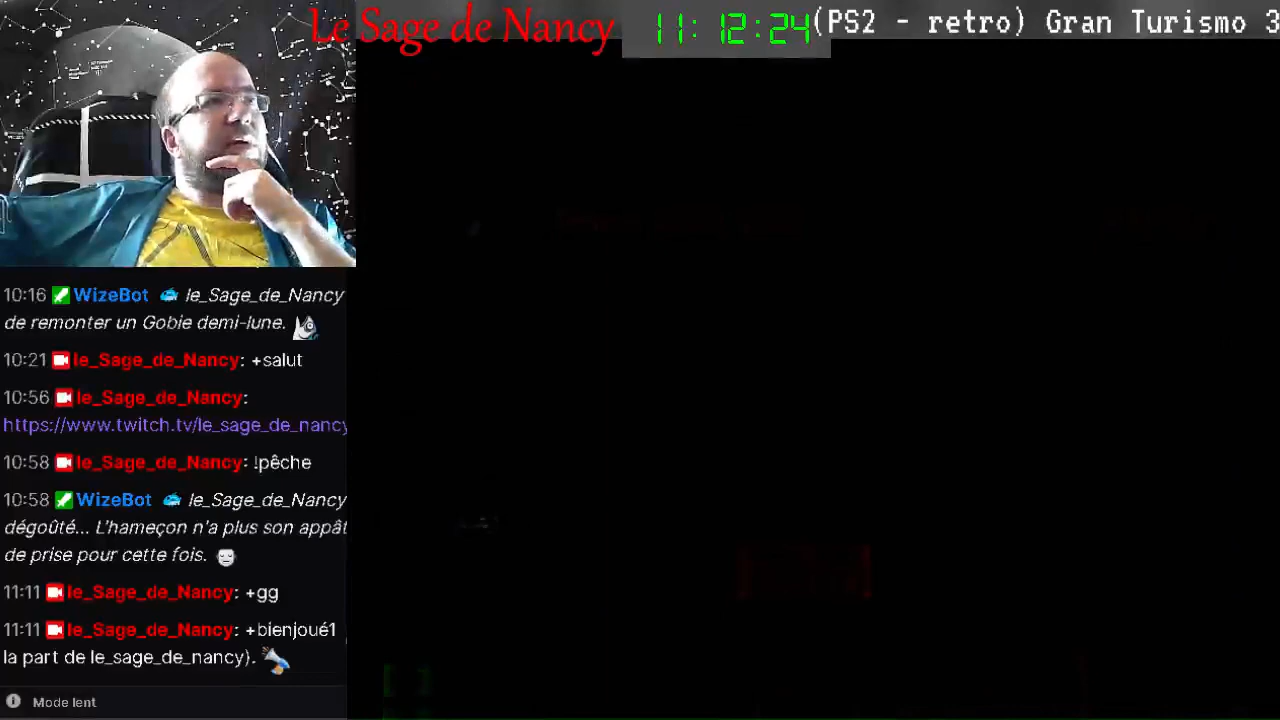 Le Sage de Nancy
11:12:24
(PS2 - retro) Gran Turismo 3
10:16 WizeBot le_Sage_de_Nancy
de remonter un Gobie demi-lune.
10:21 le_Sage_de_Nancy: +salut
10:56 le_Sage_de_Nancy:
https://www.twitch.tv/le_sage_de_nancy
10:58 le_Sage_de_Nancy: !pêche
10:58 WizeBot le_Sage_de_Nancy
dégoûté... L'hameçon n'a plus son appât
de prise pour cette fois.
11:11 le_Sage_de_Nancy: +gg
11:11 le_Sage_de_Nancy: +bienjoué1
la part de le_sage_de_nancy).
Mode lent